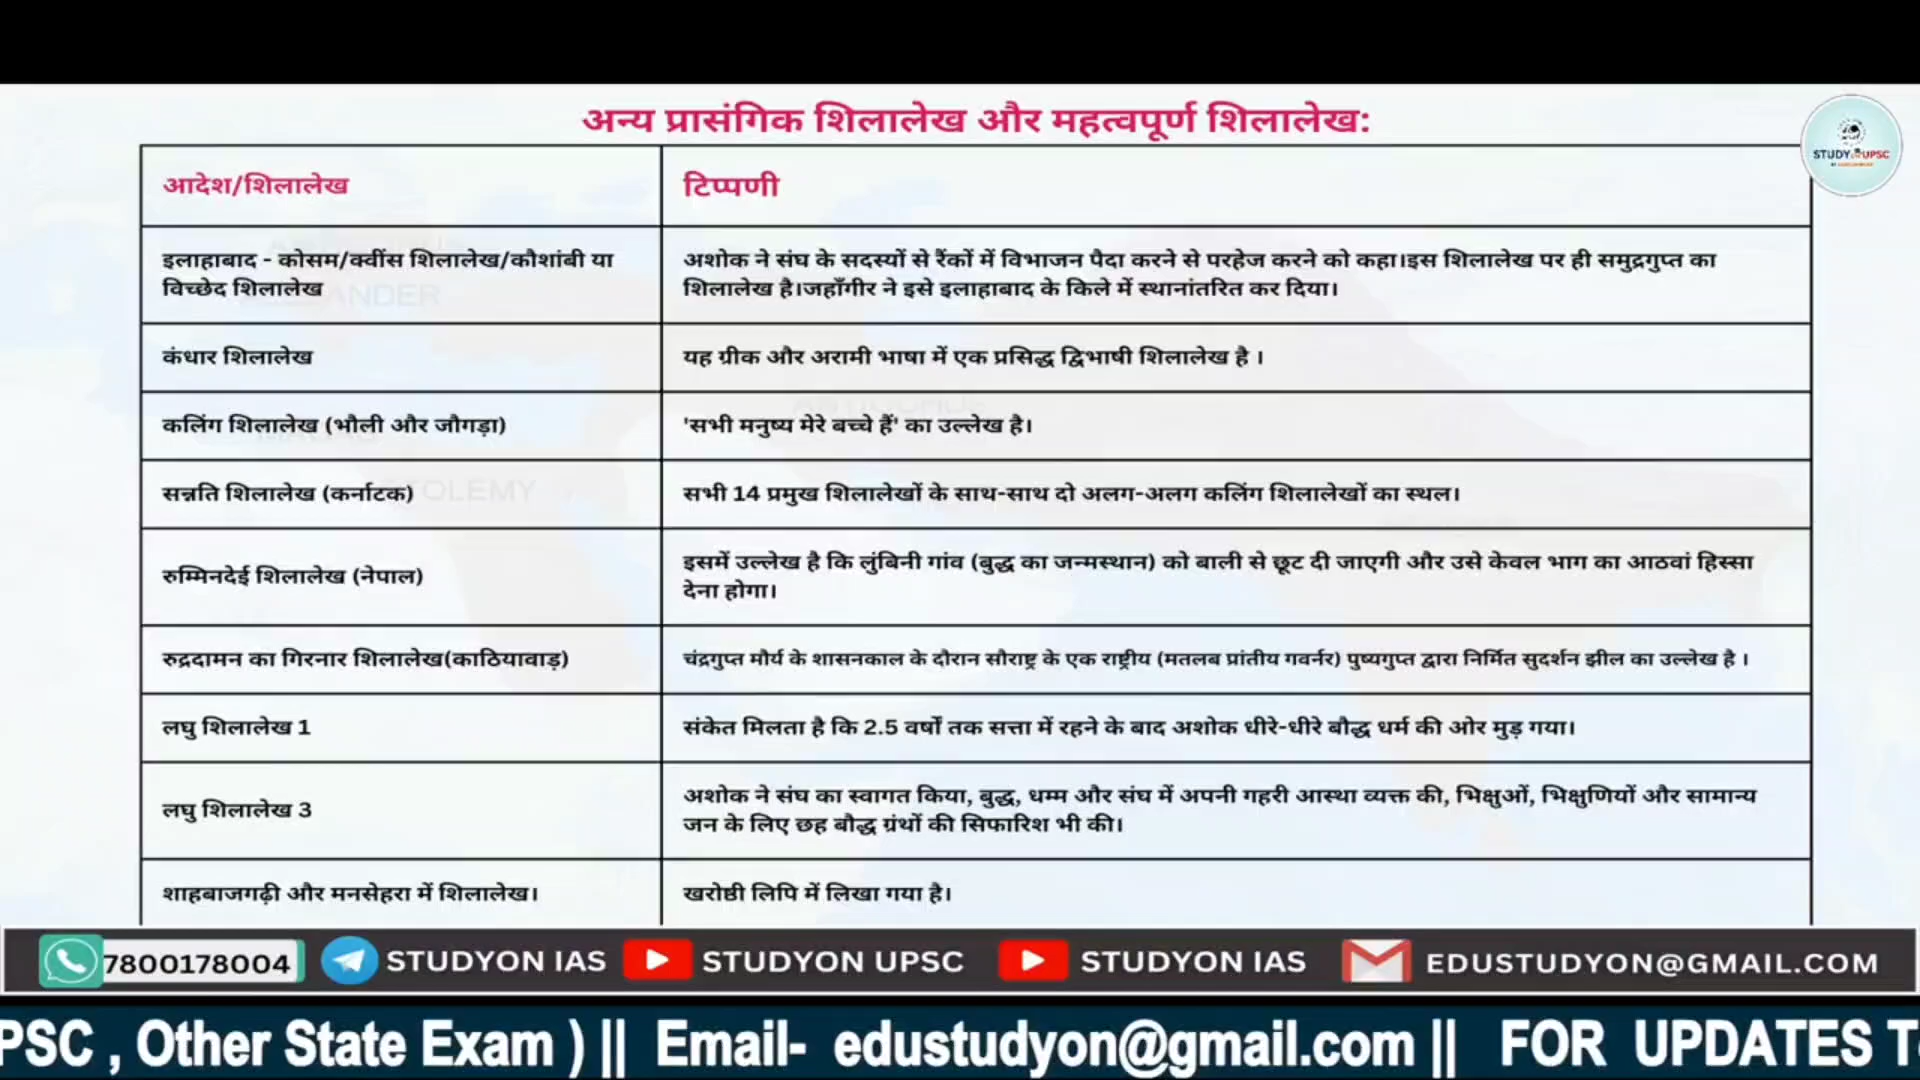 अन्य प्रासंगिक शिलालेख और महत्वपूर्ण शिलालेख:
STUDY UPSC
आदेश/शिलालेख
टिप्पणी
इलाहाबाद - कोसम/क्वींस शिलालेख/कौशांबी या
विच्छेद शिलालेख
अशोक ने संघ के सदस्यों से रैंकों में विभाजन पैदा करने से परहेज करने को कहा।इस शिलालेख पर ही समुद्रगुप्त का
शिलालेख है।जहाँगीर ने इसे इलाहाबाद के किले में स्थानांतरित कर दिया।
कंधार शिलालेख
यह ग्रीक और अरामी भाषा में एक प्रसिद्ध द्विभाषी शिलालेख है ।
कलिंग शिलालेख (भौली और जौगड़ा)
'सभी मनुष्य मेरे बच्चे हैं' का उल्लेख है।
सन्नति शिलालेख (कर्नाटक)
सभी 14 प्रमुख शिलालेखों के साथ-साथ दो अलग-अलग कलिंग शिलालेखों का स्थल।
रुम्मिनदेई शिलालेख (नेपाल)
इसमें उल्लेख है कि लुंबिनी गांव (बुद्ध का जन्मस्थान) को बाली से छूट दी जाएगी और उसे केवल भाग का आठवां हिस्सा
देना होगा।
रुद्रदामन का गिरनार शिलालेख(काठियावाड़)
चंद्रगुप्त मौर्य के शासनकाल के दौरान सौराष्ट्र के एक राष्ट्रीय (मतलब प्रांतीय गवर्नर) पुष्यगुप्त द्वारा निर्मित सुदर्शन झील का उल्लेख है ।
लघु शिलालेख 1
संकेत मिलता है कि 2.5 वर्षों तक सत्ता में रहने के बाद अशोक धीरे-धीरे बौद्ध धर्म की ओर मुड़ गया।
लघु शिलालेख 3
अशोक ने संघ का स्वागत किया, बुद्ध, धम्म और संघ में अपनी गहरी आस्था व्यक्त की, भिक्षुओं, भिक्षुणियों और सामान्य
जन के लिए छह बौद्ध ग्रंथों की सिफारिश भी की।
शाहबाजगढ़ी और मनसेहरा में शिलालेख।
खरोष्ठी लिपि में लिखा गया है।
7800178004 STUDYON IAS STUDYON UPSC STUDYON IAS EDUSTUDYON@GMAIL.COM
PSC , Other State Exam ) || Email- edustudyon@gmail.com || FOR UPDATES T